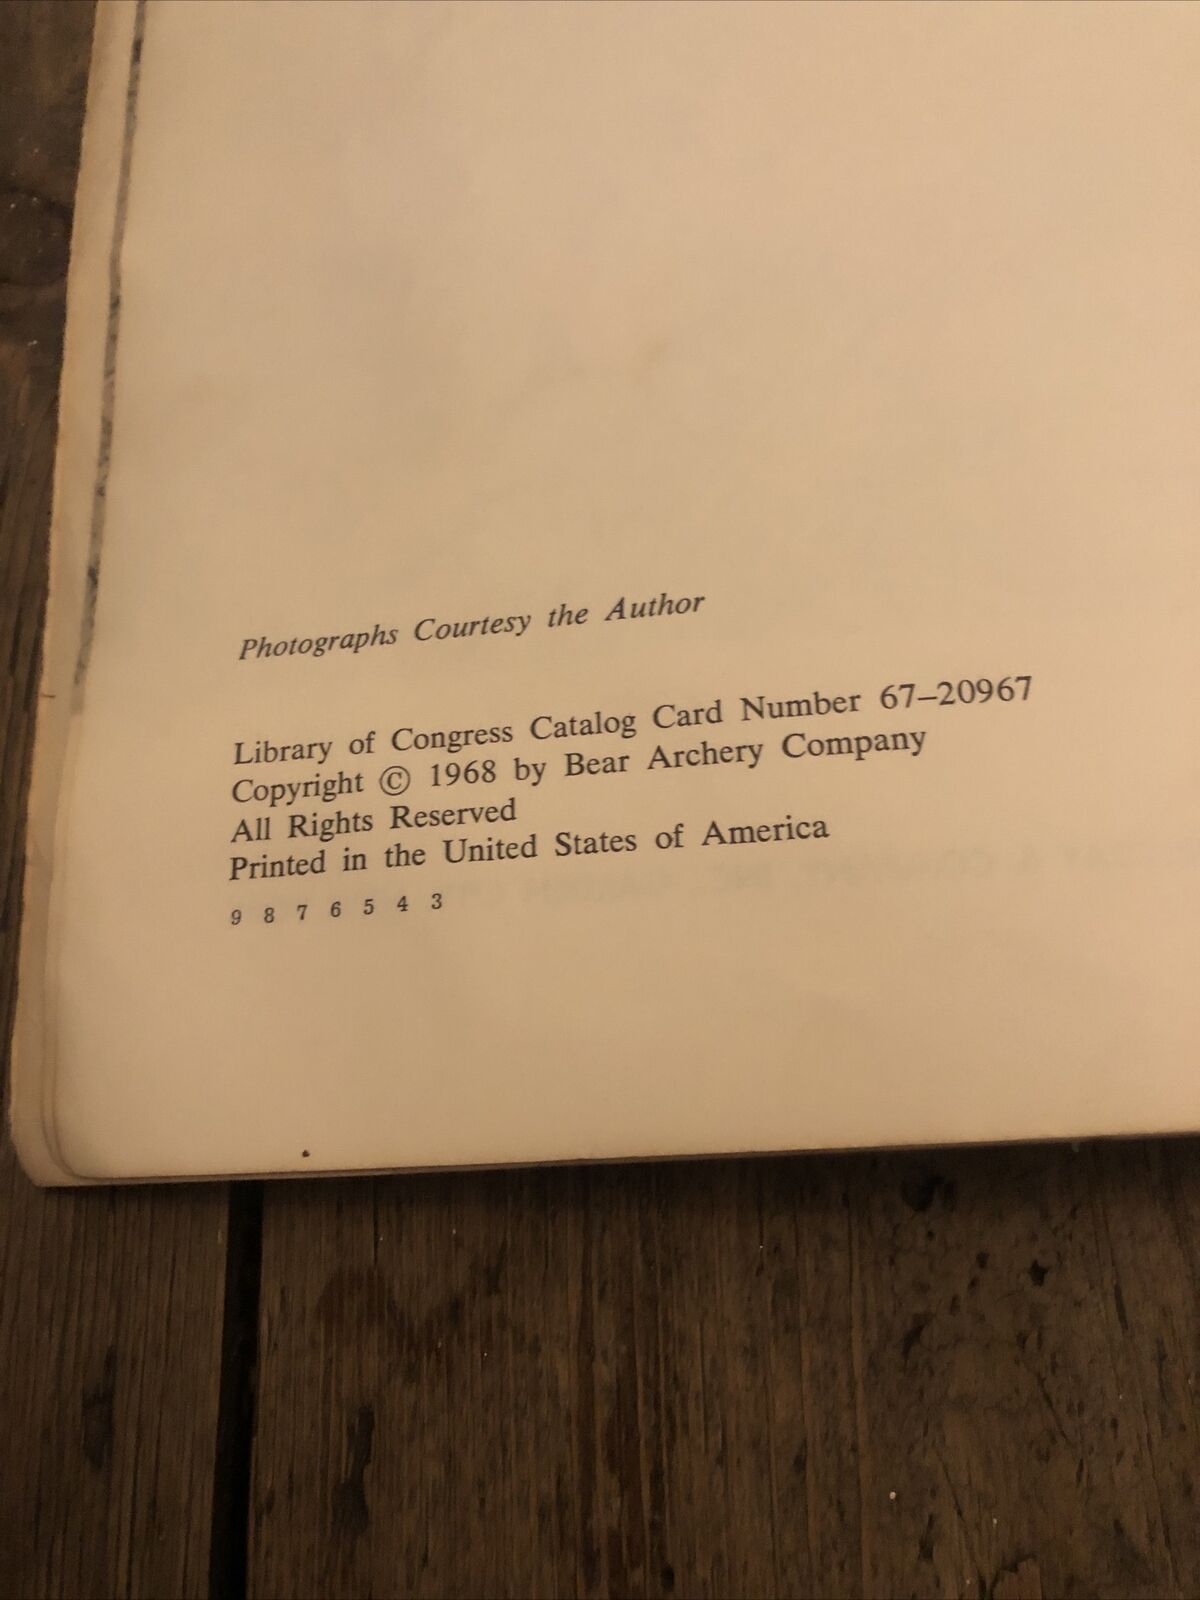 Photographs Courtesy the Author
Library of Congress Catalog Card Number 67–20967
Copyright © 1968 by Bear Archery Company
All Rights Reserved
Printed in the United States of America
9 8 7 6 5 4 3